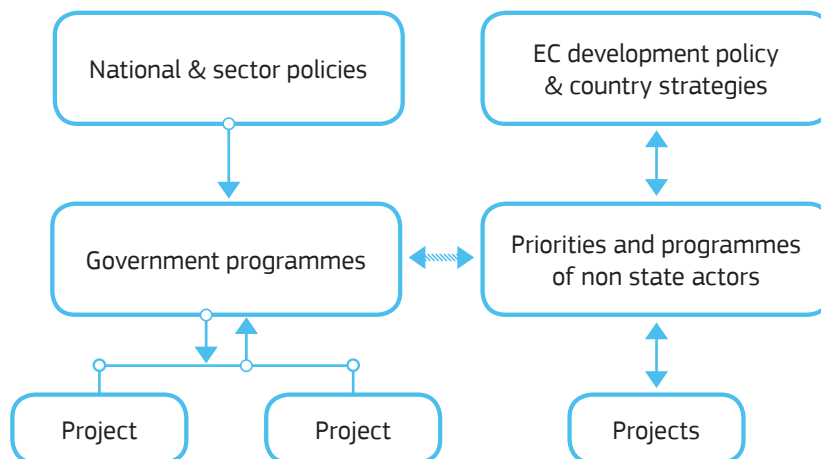 National & sector policies
EC development policy
& country strategies
Government programmes
Priorities and programmes
of non state actors
Project
Project
Projects